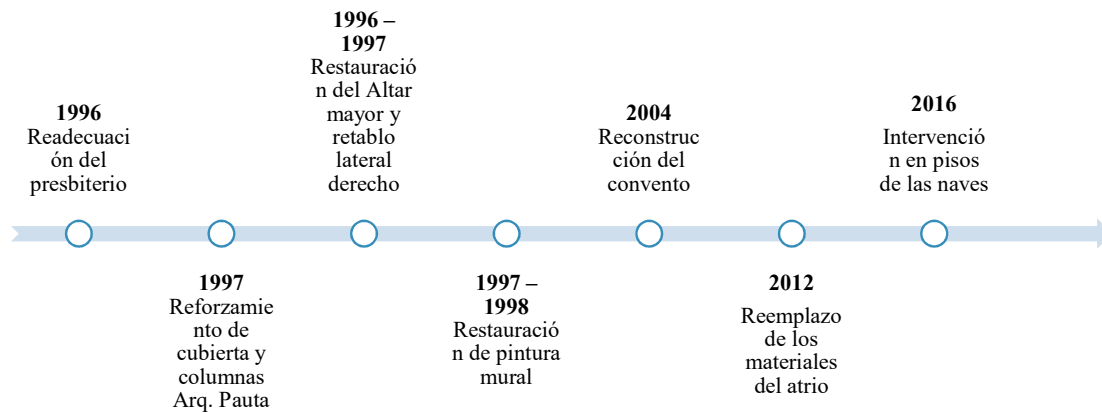 1996
Readecuaci
ón del
presbiterio
1997
Reforzamie
nto de
cubierta y
columnas
Arq. Pauta
1996 –
1997
Restauració
n del Altar
mayor y
retablo
lateral
derecho
1997 –
1998
Restauració
n de pintura
mural
2004
Reconstruc
ción del
convento
2012
Reemplazo
de los
materiales
del atrio
2016
Intervenció
n en pisos
de las naves